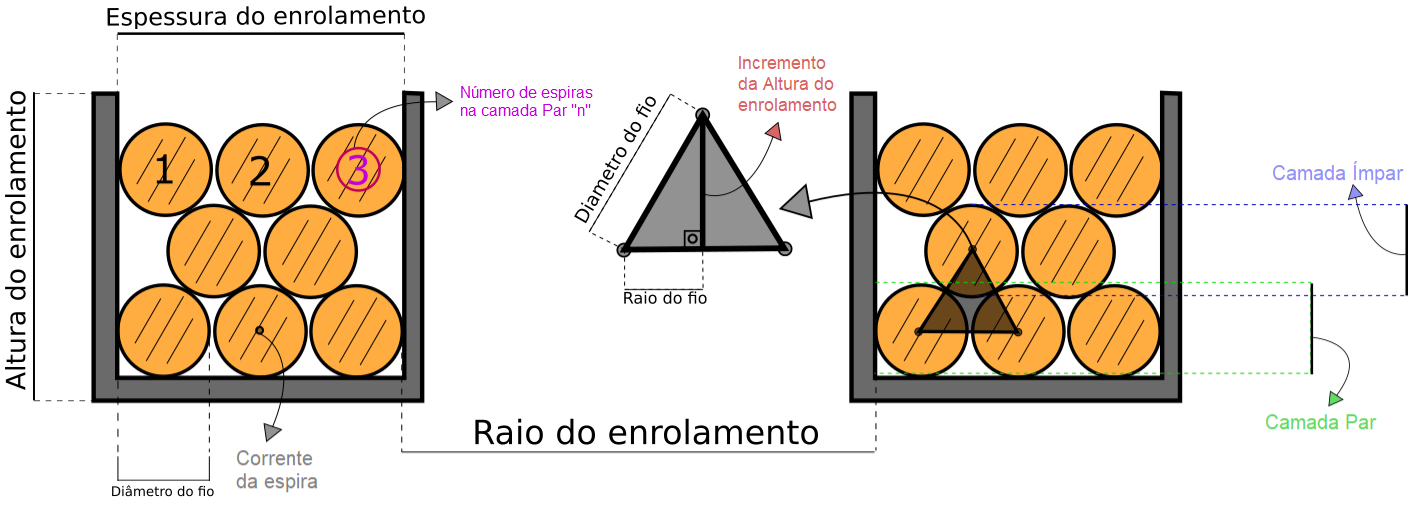 Espessura do enrolamento
Altura do enrolamento
Número de espiras
na camada Par "n"
1
2
3
Corrente
da espira
Diâmetro do fio
Incremento
da Altura do
enrolamento
Diametro do fio
Raio do fio
Raio do enrolamento
Camada Ímpar
Camada Par